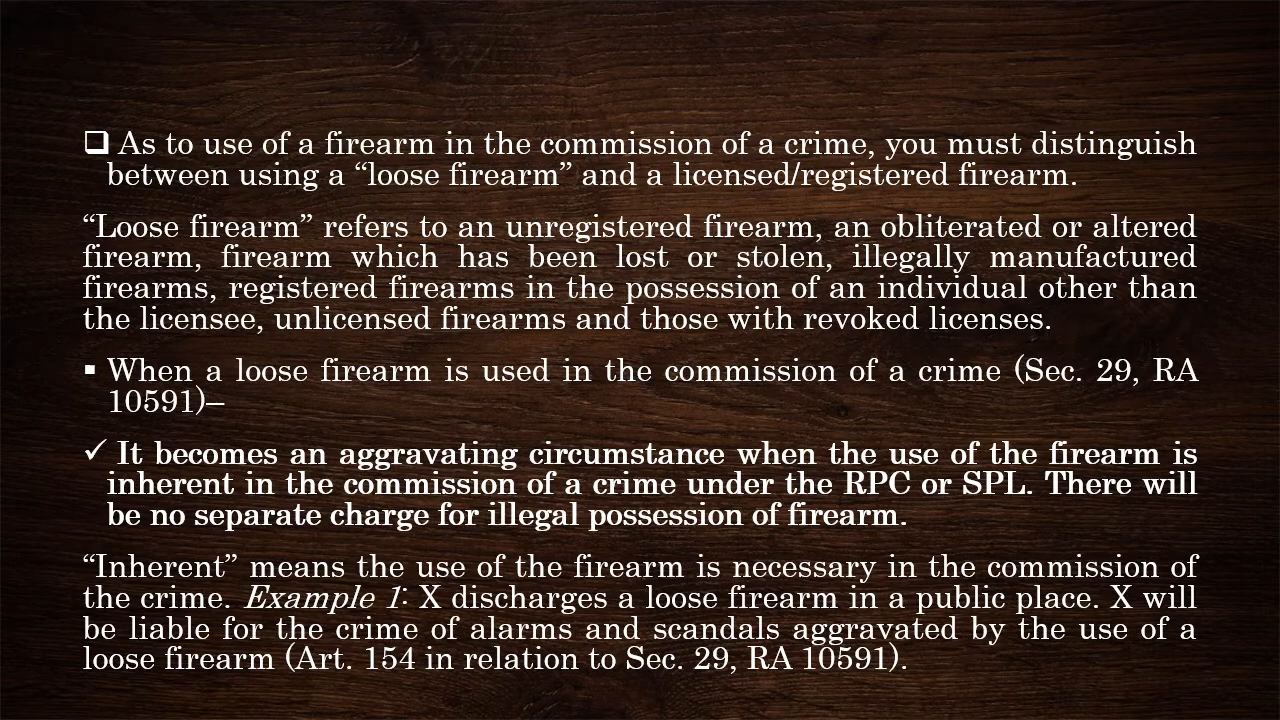 ❑ As to use of a firearm in the commission of a crime, you must distinguish
between using a “loose firearm” and a licensed/registered firearm.
“Loose firearm” refers to an unregistered firearm, an obliterated or altered
firearm, firearm which has been lost or stolen, illegally manufactured
firearms, registered firearms in the possession of an individual other than
the licensee, unlicensed firearms and those with revoked licenses.
▪ When a loose firearm is used in the commission of a crime (Sec. 29, RA
10591)–
✓ It becomes an aggravating circumstance when the use of the firearm is
inherent in the commission of a crime under the RPC or SPL. There will
be no separate charge for illegal possession of firearm.
“Inherent” means the use of the firearm is necessary in the commission of
the crime. Example 1: X discharges a loose firearm in a public place. X will
be liable for the crime of alarms and scandals aggravated by the use of a
loose firearm (Art. 154 in relation to Sec. 29, RA 10591).